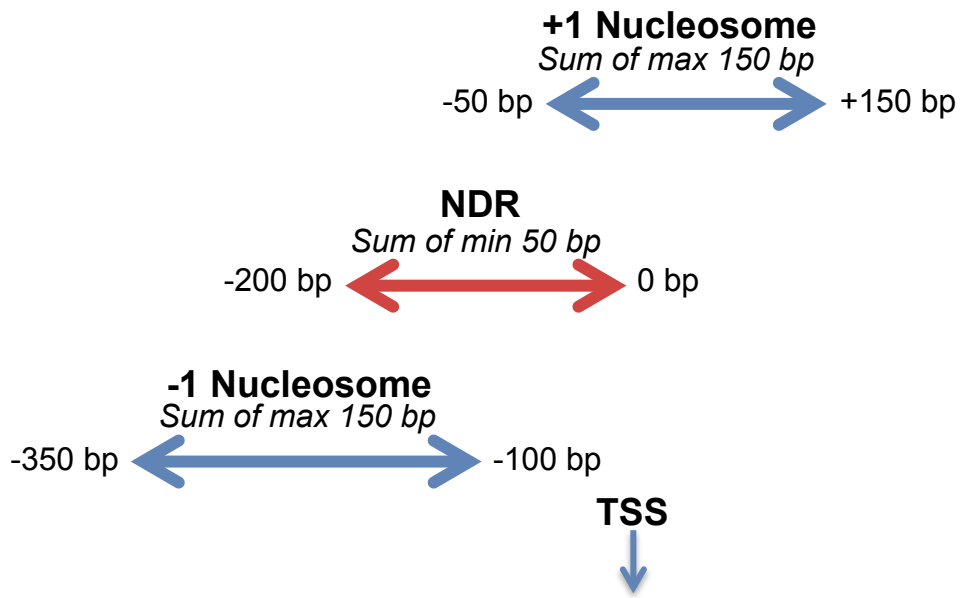 +1 Nucleosome
Sum of max 150 bp
-50 bp +150 bp
NDR
Sum of min 50 bp
-200 bp 0 bp
-1 Nucleosome
Sum of max 150 bp
-350 bp -100 bp
TSS